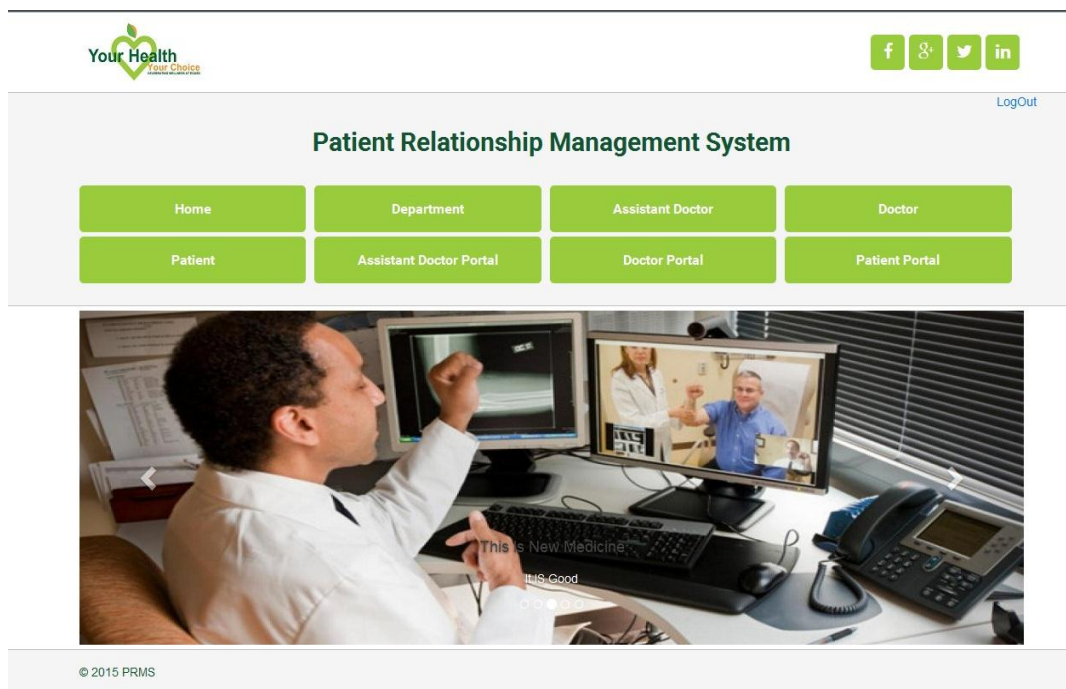 Your Health
Your Choice
LogOut
Patient Relationship Management System
Home Department Assistant Doctor Doctor
Patient Assistant Doctor Portal Doctor Portal Patient Portal
This Is New Medicine
It IS Good
© 2015 PRMS